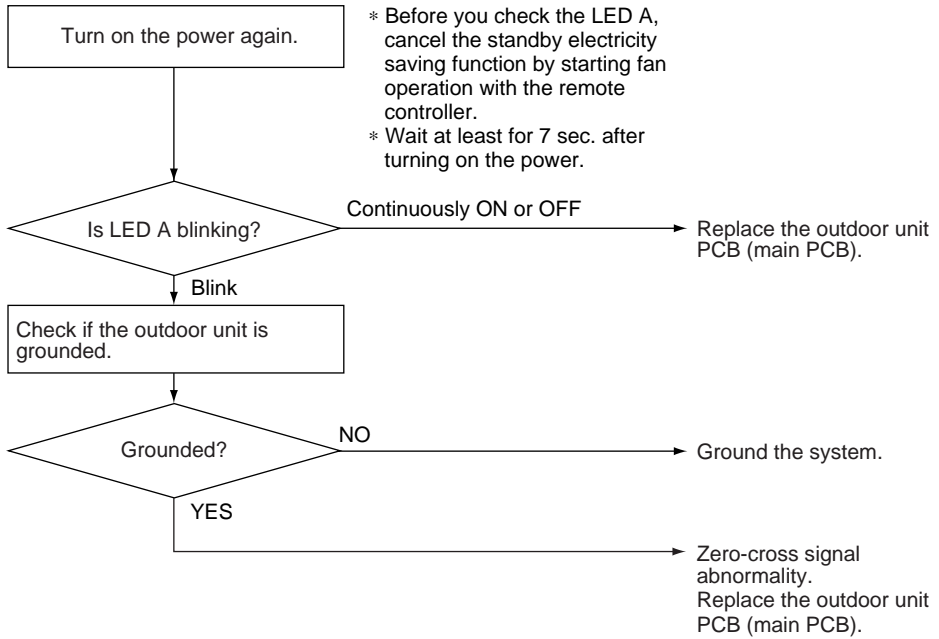 Turn on the power again.
∗ Before you check the LED A,
cancel the standby electricity
saving function by starting fan
operation with the remote
controller.
∗ Wait at least for 7 sec. after
turning on the power.
Is LED A blinking?
Continuously ON or OFF
Replace the outdoor unit
PCB (main PCB).
Blink
Check if the outdoor unit is
grounded.
Grounded?
NO
Ground the system.
YES
Zero-cross signal
abnormality.
Replace the outdoor unit
PCB (main PCB).